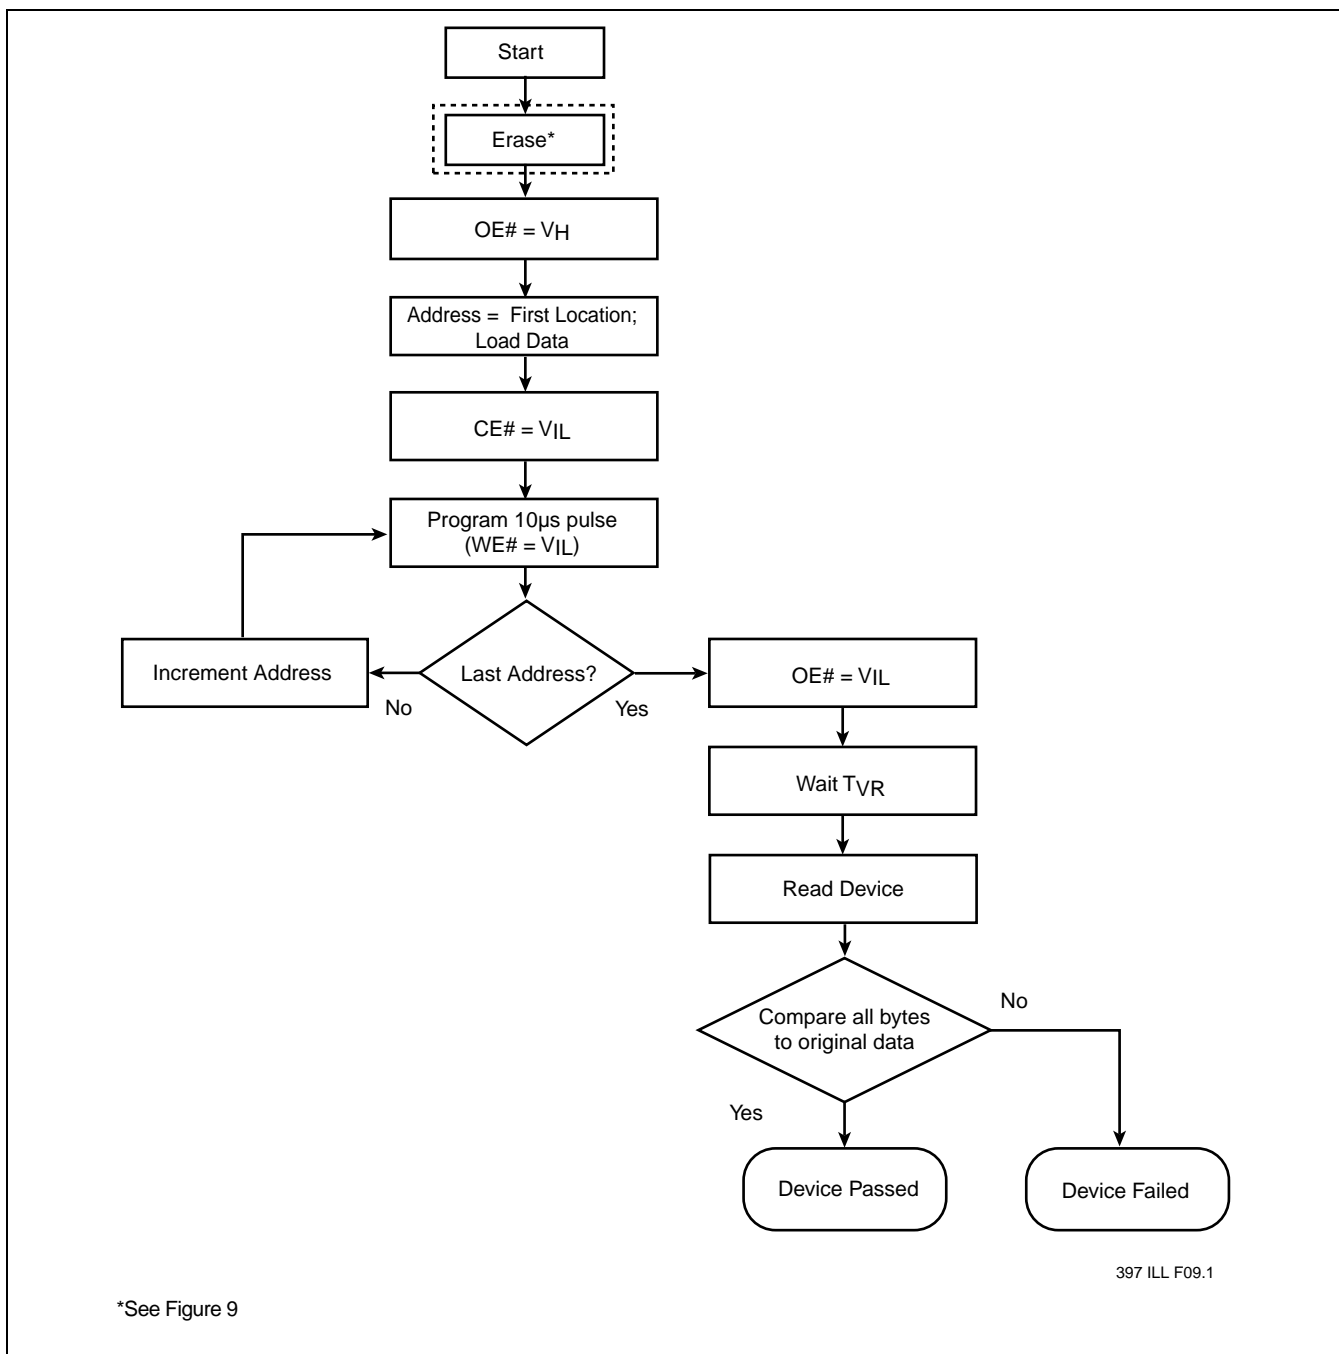 Start
Erase*
OE# = VH
Address = First Location;
Load Data
CE# = VIL
Program 10µs pulse
(WE# = VIL)
Increment Address
Last Address?
No
Yes
OE# = VIL
Wait TVR
Read Device
Compare all bytes
to original data
No
Yes
Device Passed
Device Failed
397 ILL F09.1
*See Figure 9